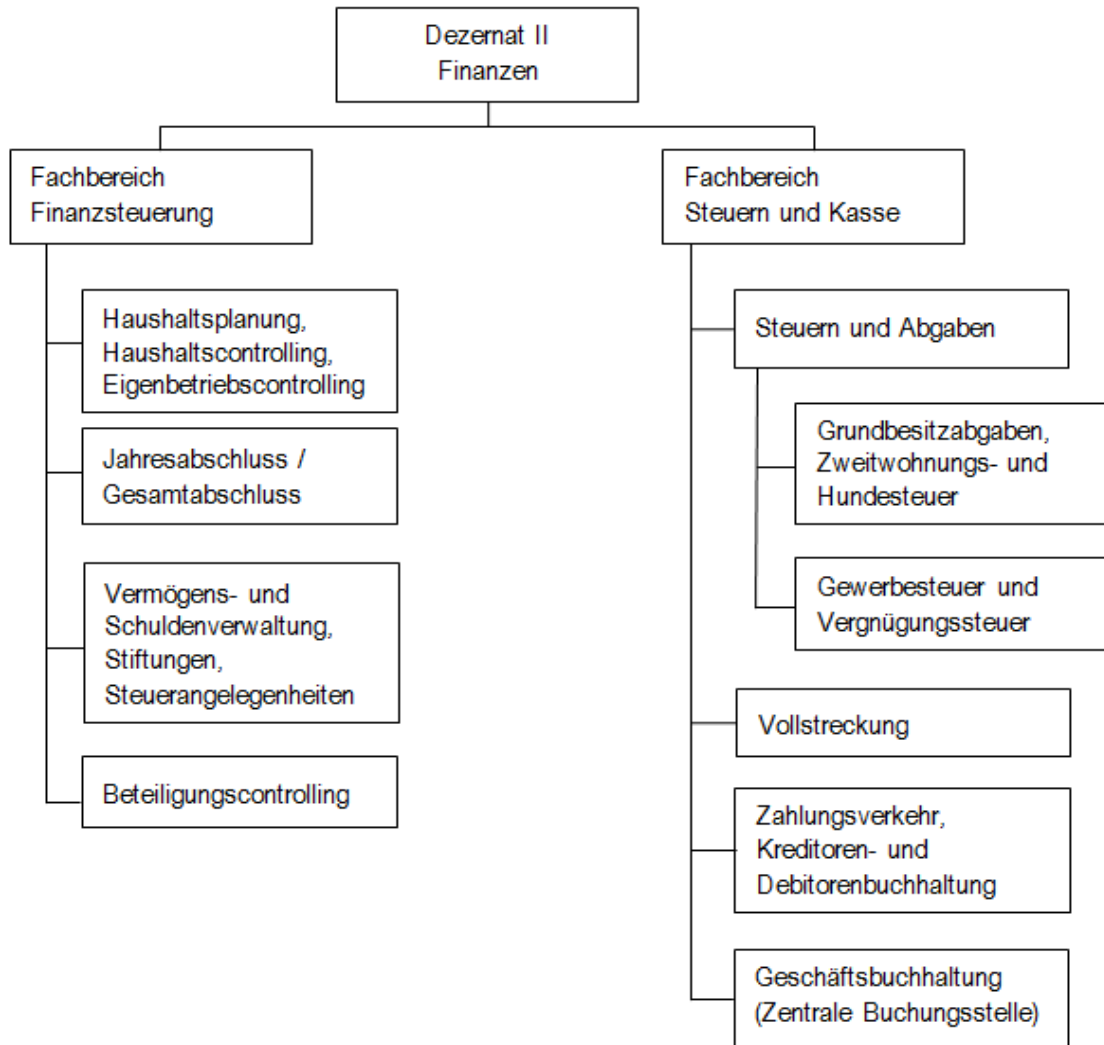 Dezernat II
Finanzen
Fachbereich
Finanzsteuerung
Haushaltsplanung,
Haushaltscontrolling,
Eigenbetriebscontrolling
Jahresabschluss /
Gesamtabschluss
Vermögens- und
Schuldenverwaltung,
Stiftungen,
Steuerangelegenheiten
Beteiligungscontrolling
Fachbereich
Steuern und Kasse
Steuern und Abgaben
Grundbesitzabgaben,
Zweitwohnungs- und
Hundesteuer
Gewerbesteuer und
Vergnügungssteuer
Vollstreckung
Zahlungsverkehr,
Kreditoren- und
Debitorenbuchhaltung
Geschäftsbuchhaltung
(Zentrale Buchungsstelle)